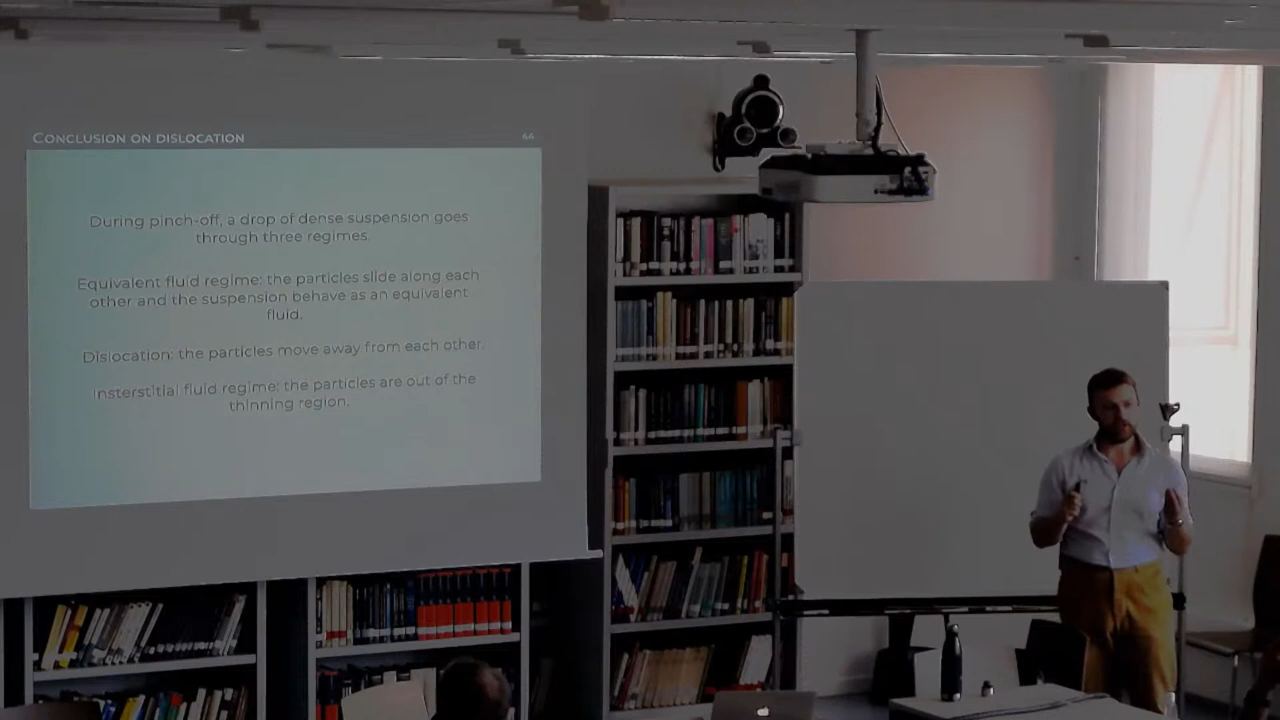 CONCLUSION ON DISLOCATION 44
During pinch-off, a drop of dense suspension goes
through three regimes.
Equivalent fluid regime: the particles slide along each
other and the suspension behave as an equivalent
fluid.
Dislocation: the particles move away from each other.
Insterstitial fluid regime: the particles are out of the
thinning region.